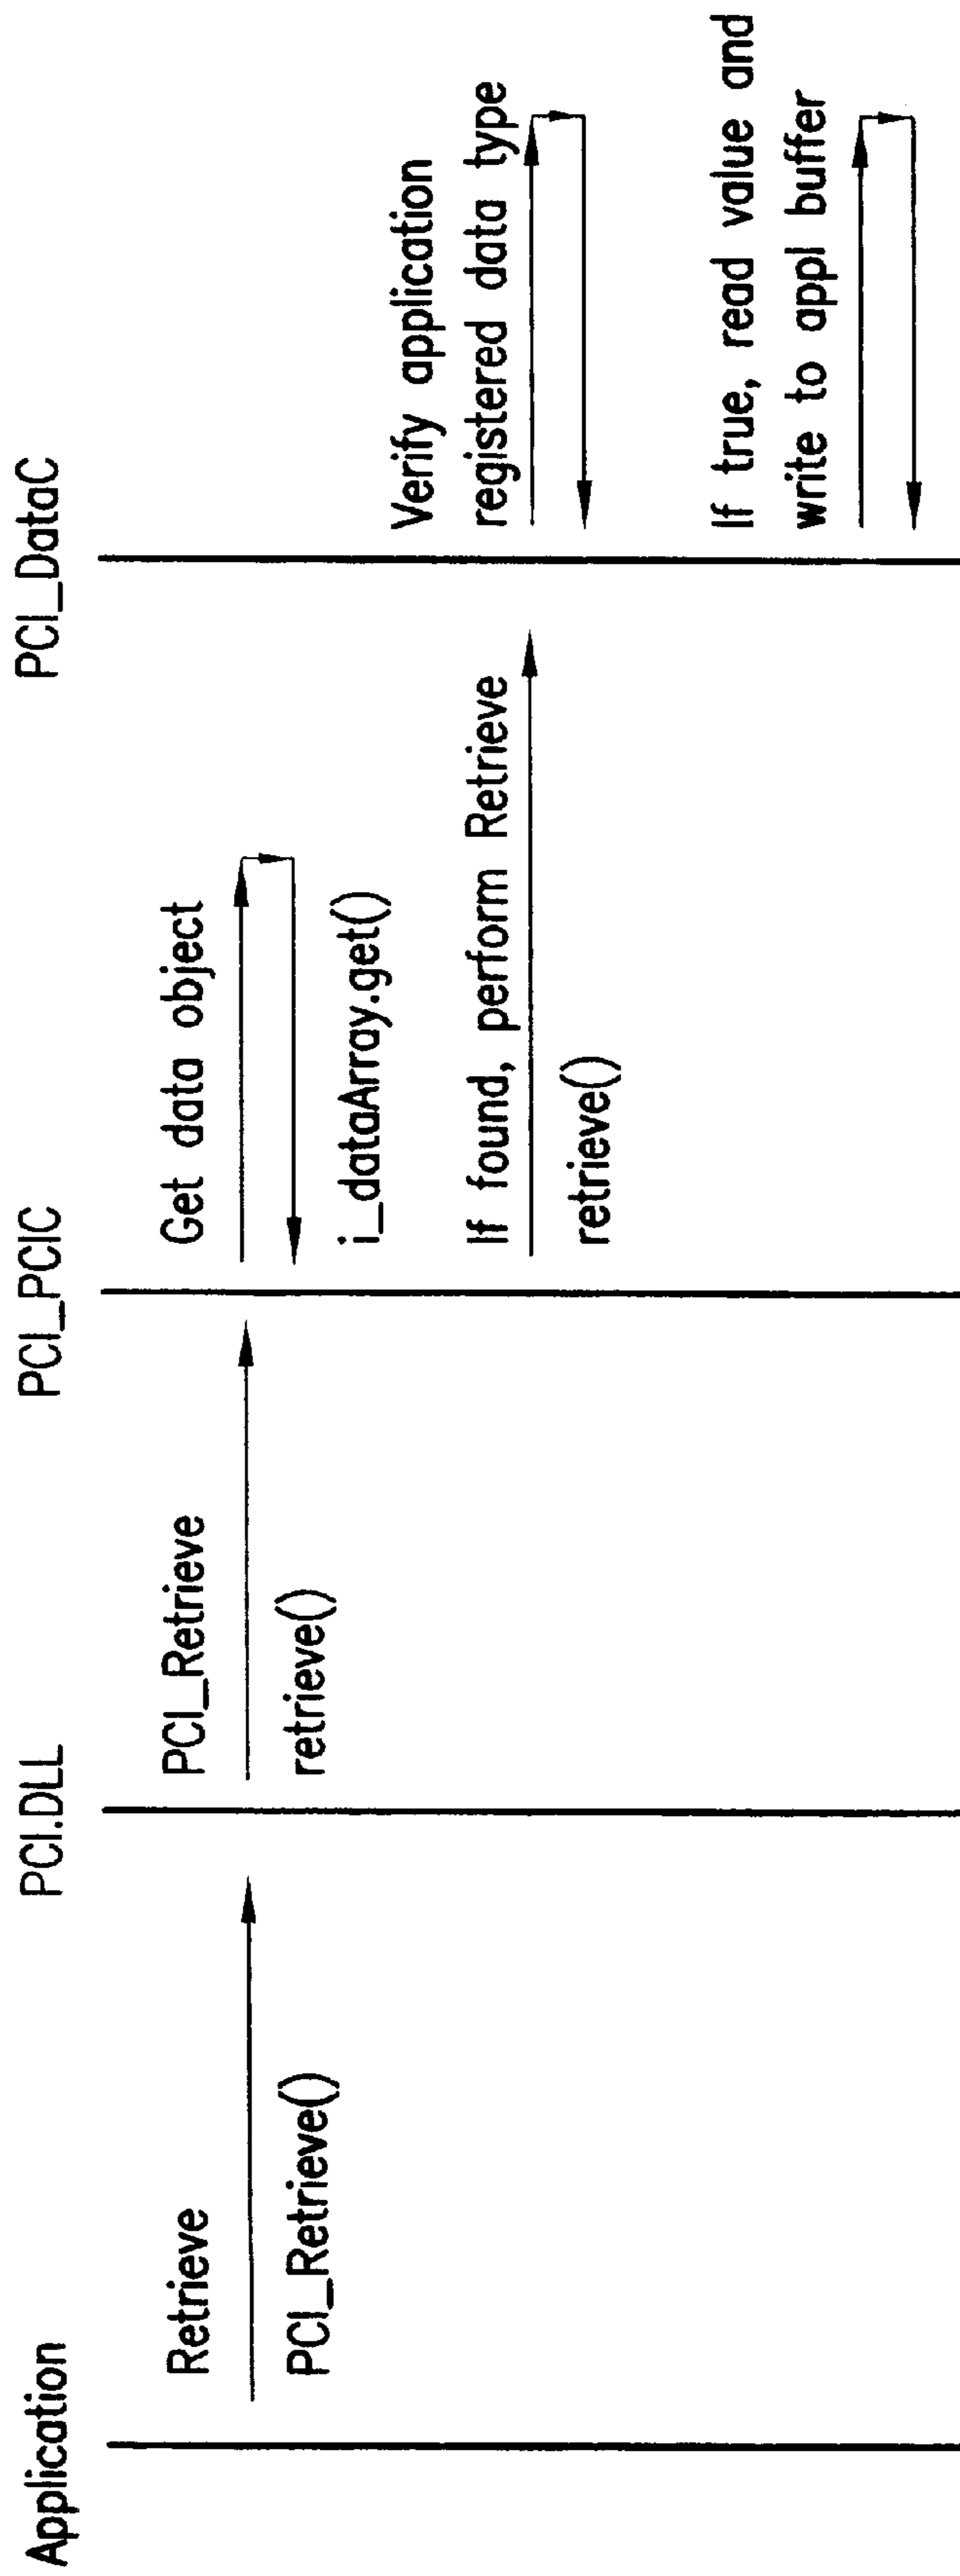 Application
PCI.DLL
PCI_PCIC
PCI_DataC
Retrieve
PCI_Retrieve()
PCI_Retrieve
retrieve()
Get data object
i_dataArray.get()
If found, perform Retrieve
retrieve()
Verify application
registered data type
If true, read value and
write to appl buffer